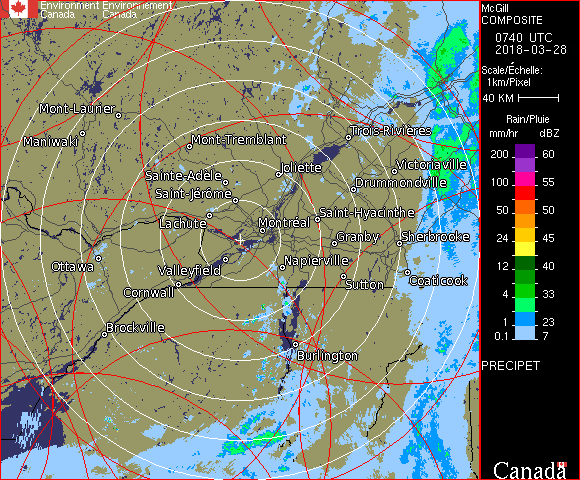 Environment Environnement
Canada Canada
McGill
COMPOSITE
0740 UTC
2018-03-28
Scale/Échelle:
1km/Pixel
40 KM
Rain/Pluie
mm/hr dBZ
200 60
100 55
50 50
24 45
12 40
4 33
1 23
0.1 7
PRECIPET
Canada
Mont-Laurier
Maniwaki
Mont-Tremblant
Trois-Rivières
Sainte-Adèle
Joliette
Victoriaville
Saint-Jérôme
Drummondville
Lachute
Montréal
Saint-Hyacinthe
Granby
Sherbrooke
Ottawa
Valleyfield
Napierville
Cornwall
Sutton
Coaticook
Brockville
Burlington